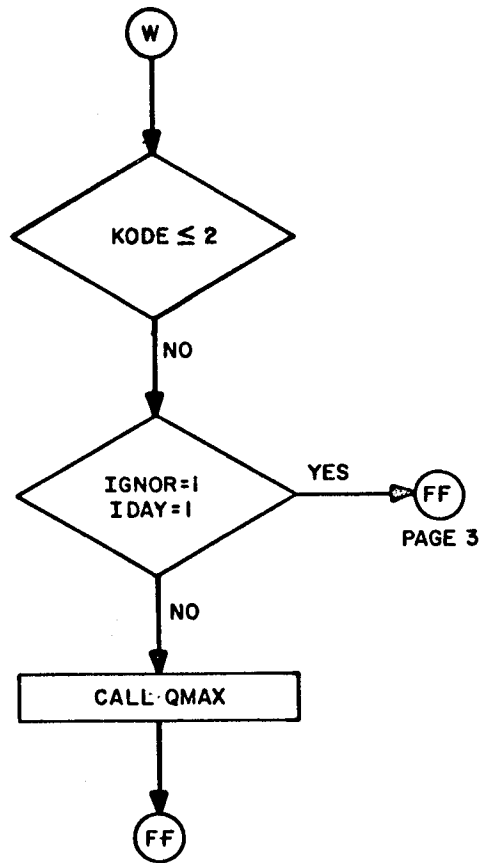 W
KODE ≤ 2
NO
IGNOR=1
IDAY=1
YES
FF
PAGE 3
NO
CALL QMAX
FF